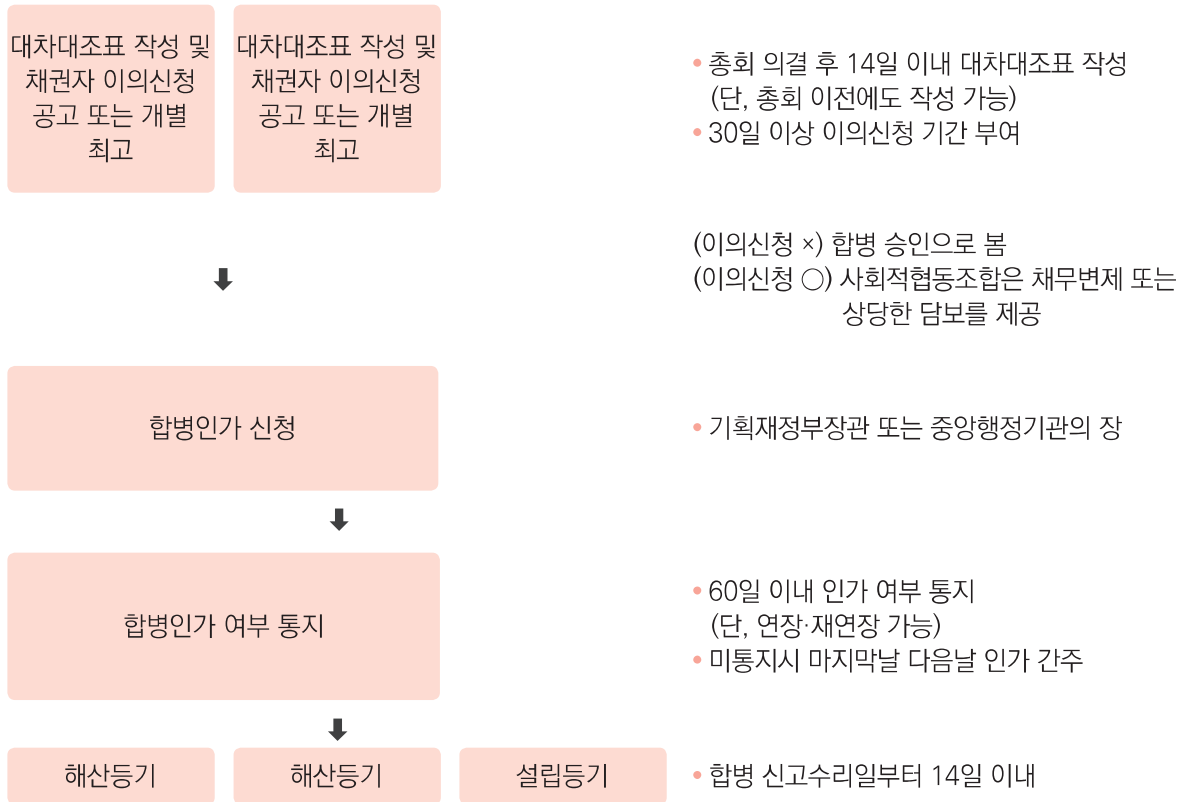 대차대조표 작성 및
채권자 이의신청
공고 또는 개별
최고
대차대조표 작성 및
채권자 이의신청
공고 또는 개별
최고
• 총회 의결 후 14일 이내 대차대조표 작성
(단, 총회 이전에도 작성 가능)
• 30일 이상 이의신청 기간 부여
(이의신청 ×) 합병 승인으로 봄
(이의신청 ○) 사회적협동조합은 채무변제 또는
상당한 담보를 제공
합병인가 신청
• 기획재정부장관 또는 중앙행정기관의 장
합병인가 여부 통지
• 60일 이내 인가 여부 통지
(단, 연장·재연장 가능)
• 미통지시 마지막날 다음날 인가 간주
해산등기
해산등기
설립등기
• 합병 신고수리일부터 14일 이내